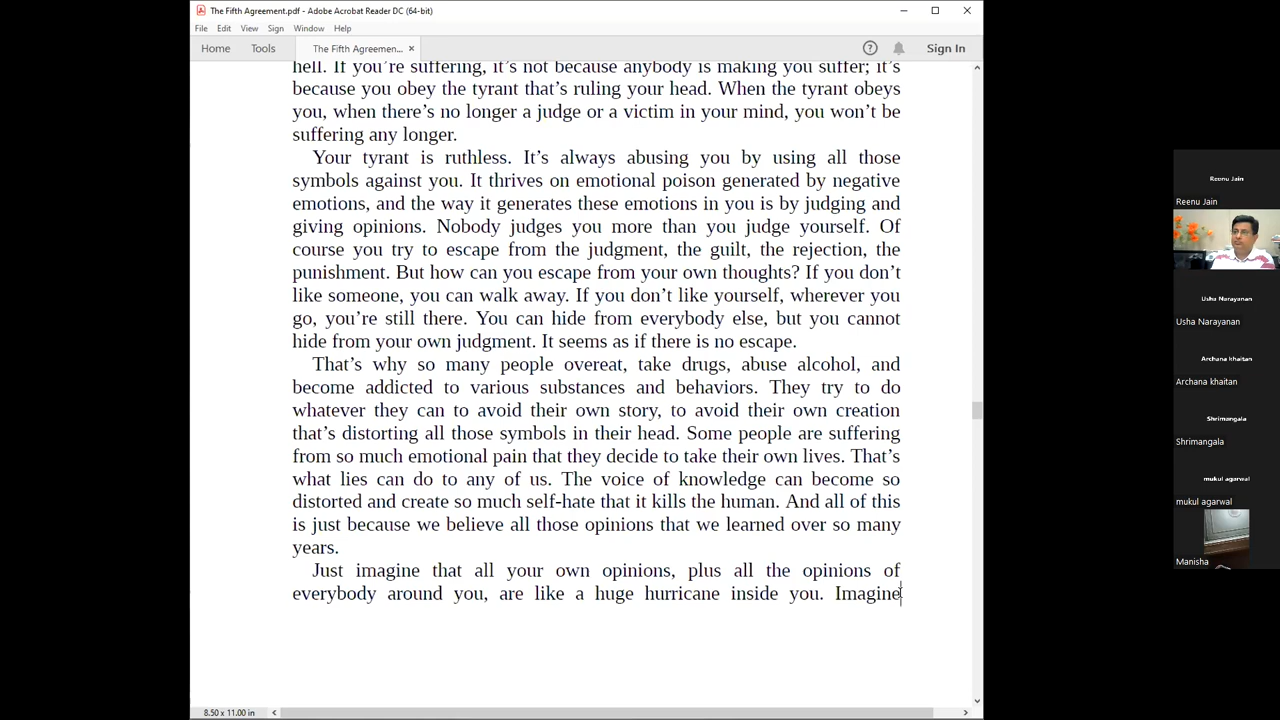 The Fifth Agreement.pdf - Adobe Acrobat Reader DC (64-bit)
File Edit View Sign Window Help
Home Tools The Fifth Agreemen... × Sign In
hell. If you’re suffering, it’s not because anybody is making you suffer; it’s
because you obey the tyrant that’s ruling your head. When the tyrant obeys
you, when there’s no longer a judge or a victim in your mind, you won’t be
suffering any longer.
Your tyrant is ruthless. It’s always abusing you by using all those
symbols against you. It thrives on emotional poison generated by negative
emotions, and the way it generates these emotions in you is by judging and
giving opinions. Nobody judges you more than you judge yourself. Of
course you try to escape from the judgment, the guilt, the rejection, the
punishment. But how can you escape from your own thoughts? If you don’t
like someone, you can walk away. If you don’t like yourself, wherever you
go, you’re still there. You can hide from everybody else, but you cannot
hide from your own judgment. It seems as if there is no escape.
That’s why so many people overeat, take drugs, abuse alcohol, and
become addicted to various substances and behaviors. They try to do
whatever they can to avoid their own story, to avoid their own creation
that’s distorting all those symbols in their head. Some people are suffering
from so much emotional pain that they decide to take their own lives. That’s
what lies can do to any of us. The voice of knowledge can become so
distorted and create so much self-hate that it kills the human. And all of this
is just because we believe all those opinions that we learned over so many
years.
Just imagine that all your own opinions, plus all the opinions of
everybody around you, are like a huge hurricane inside you. Imagine
8.50 x 11.00 in
Reenu Jain
Reenu Jain
Usha Narayanan
Usha Narayanan
Archana khaitan
Archana khaitan
Shrimangala
Shrimangala
mukul agarwal
mukul agarwal
Manisha